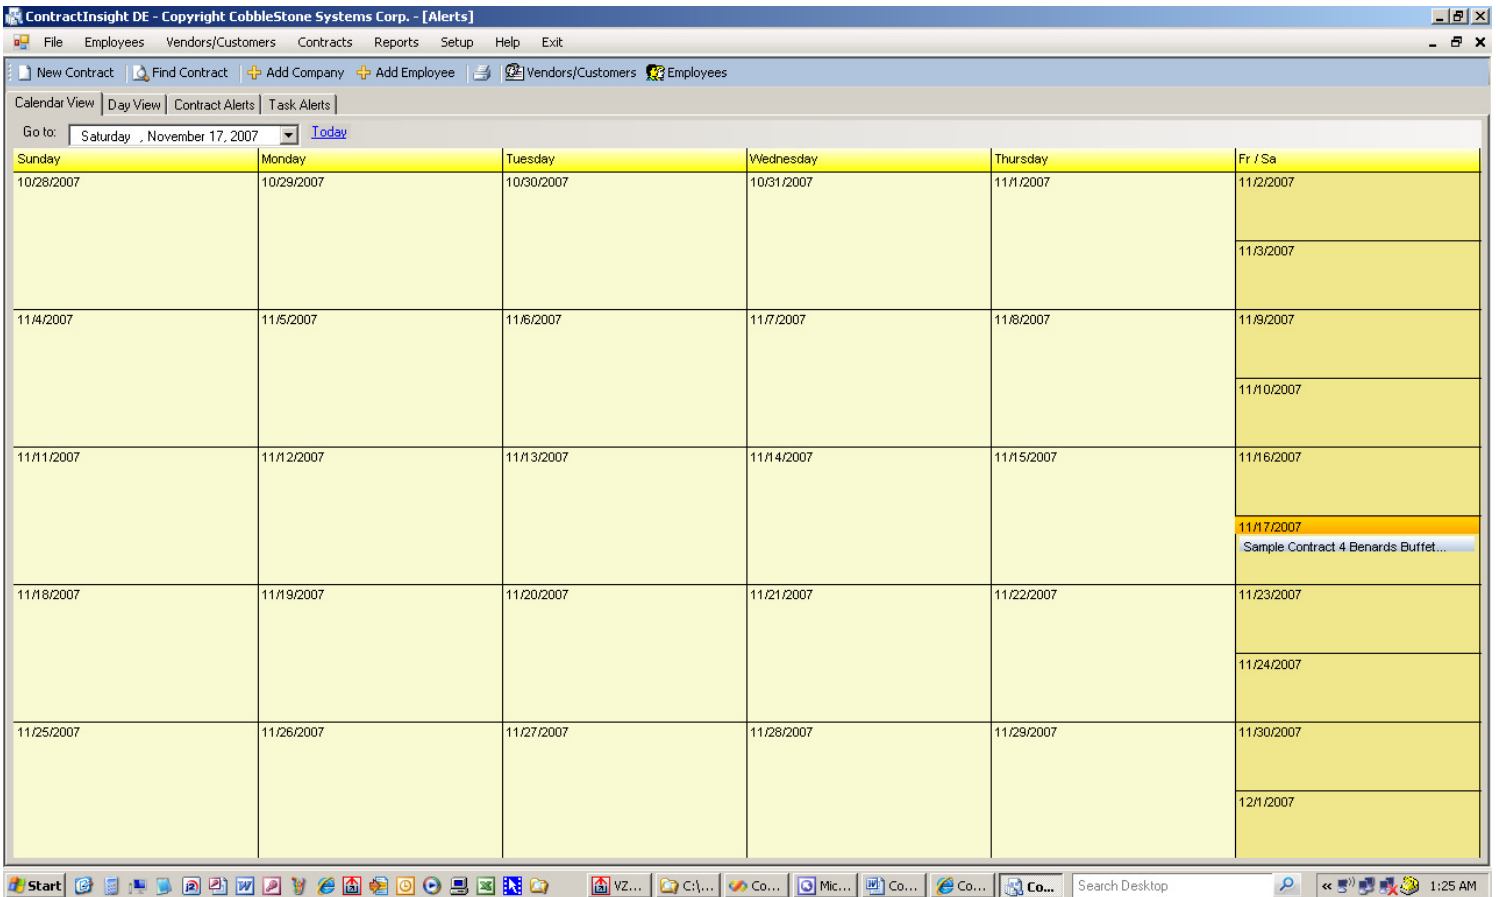 ContractInsight DE - Copyright CobbleStone Systems Corp. - [Alerts]
File Employees Vendors/Customers Contracts Reports Setup Help Exit
New Contract Find Contract Add Company Add Employee Vendors/Customers Employees
Calendar View Day View Contract Alerts Task Alerts
Go to: Saturday , November 17, 2007 Today
Sunday Monday Tuesday Wednesday Thursday Fr / Sa
10/28/2007 10/29/2007 10/30/2007 10/31/2007 11/1/2007 11/2/2007
11/3/2007
11/4/2007 11/5/2007 11/6/2007 11/7/2007 11/8/2007 11/9/2007
11/10/2007
11/11/2007 11/12/2007 11/13/2007 11/14/2007 11/15/2007 11/16/2007
11/17/2007
Sample Contract 4 Benards Buffet...
11/18/2007 11/19/2007 11/20/2007 11/21/2007 11/22/2007 11/23/2007
11/24/2007
11/25/2007 11/26/2007 11/27/2007 11/28/2007 11/29/2007 11/30/2007
12/1/2007
Start VZ... C:\... Co... Mic... Co... Co... Co... Search Desktop « 1:25 AM